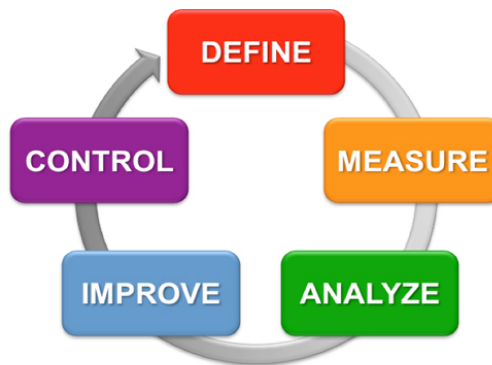 DEFINE
MEASURE
ANALYZE
IMPROVE
CONTROL